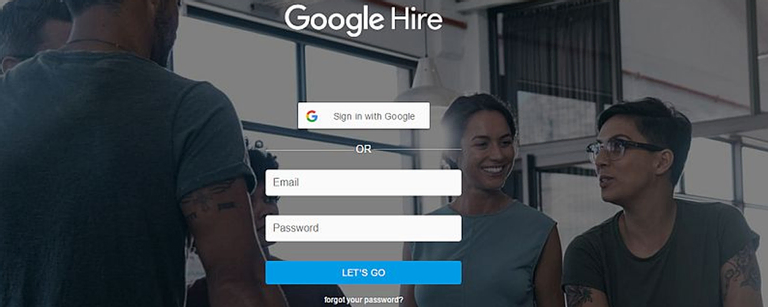 Google Hire
Sign in with Google
OR
Email
Password
LET'S GO
forgot your password?